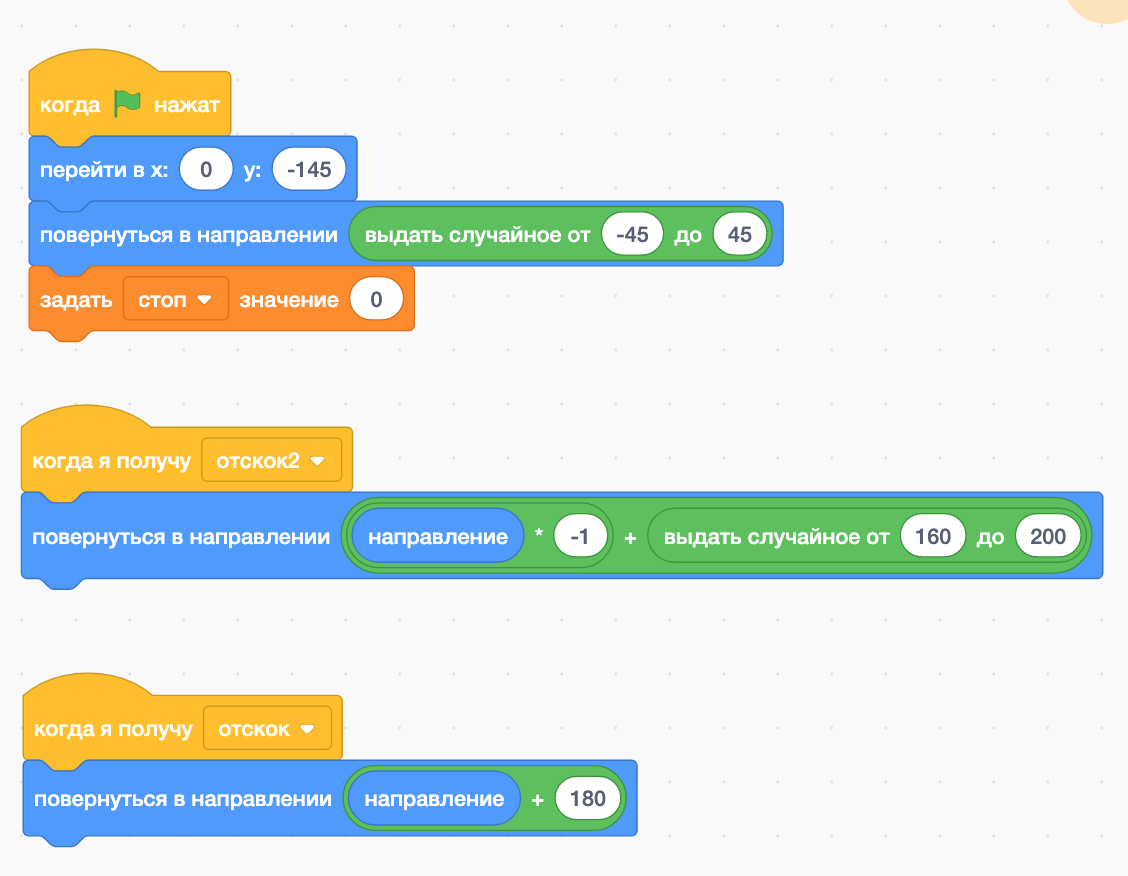 когда нажат
перейти в x: 0 y: -145
повернуться в направлении выдать случайное от -45 до 45
задать стоп значение 0
когда я получу отскок2
повернуться в направлении направление * -1 + выдать случайное от 160 до 200
когда я получу отскок
повернуться в направлении направление + 180